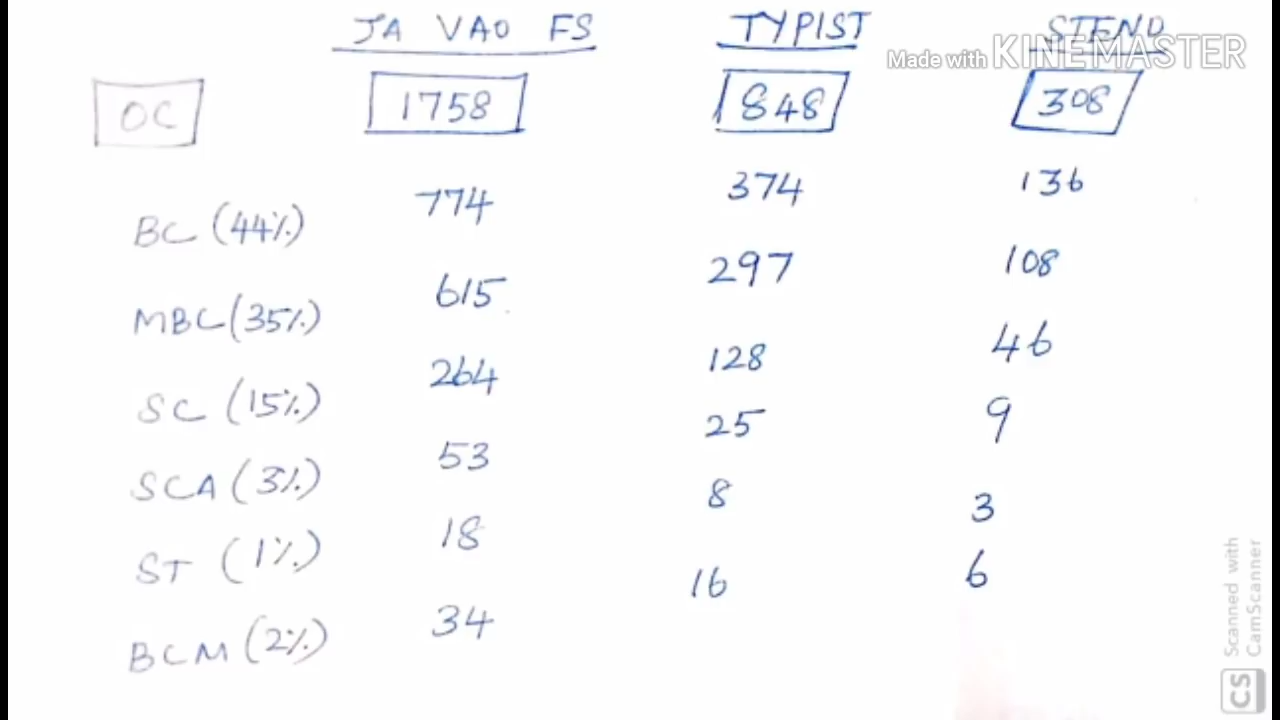 JA VAO FS TYPIST STENO
Made with KINEMASTER
OC 1758 848 308
BC (44%) 774 374 136
MBC (35%) 615 297 108
SC (15%) 264 128 46
SCA (3%) 53 25 9
ST (1%) 18 8 3
BCM (2%) 34 16 6
Scanned with
CamScanner
CS